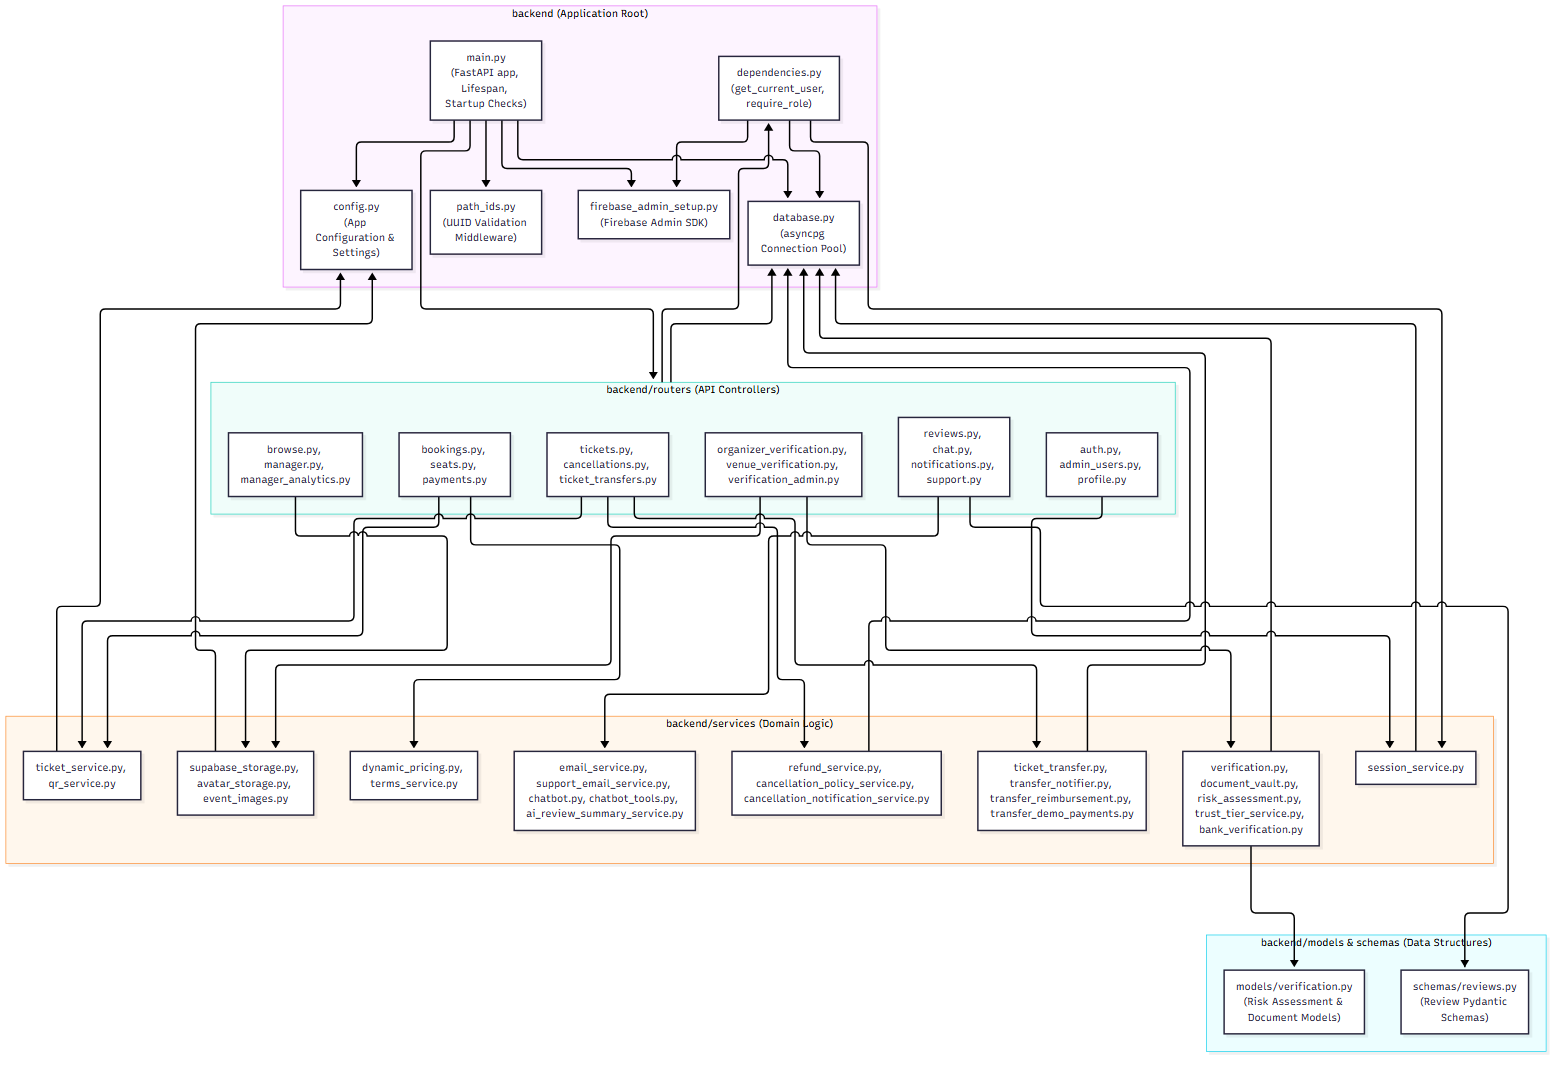 backend (Application Root)
main.py
(FastAPI app,
Lifespan,
Startup Checks)
dependencies.py
(get_current_user,
require_role)
config.py
(App
Configuration &
Settings)
path_ids.py
(UUID Validation
Middleware)
firebase_admin_setup.py
(Firebase Admin SDK)
database.py
(asyncpg
Connection Pool)
backend/routers (API Controllers)
browse.py,
manager.py,
manager_analytics.py
bookings.py,
seats.py,
payments.py
tickets.py,
cancellations.py,
ticket_transfers.py
organizer_verification.py,
venue_verification.py,
verification_admin.py
reviews.py,
chat.py,
notifications.py,
support.py
auth.py,
admin_users.py,
profile.py
backend/services (Domain Logic)
ticket_service.py,
qr_service.py
supabase_storage.py,
avatar_storage.py,
event_images.py
dynamic_pricing.py,
terms_service.py
email_service.py,
support_email_service.py,
chatbot.py, chatbot_tools.py,
ai_review_summary_service.py
refund_service.py,
cancellation_policy_service.py,
cancellation_notification_service.py
ticket_transfer.py,
transfer_notifier.py,
transfer_reimbursement.py,
transfer_demo_payments.py
verification.py,
document_vault.py,
risk_assessment.py,
trust_tier_service.py,
bank_verification.py
session_service.py
backend/models & schemas (Data Structures)
models/verification.py
(Risk Assessment &
Document Models)
schemas/reviews.py
(Review Pydantic
Schemas)